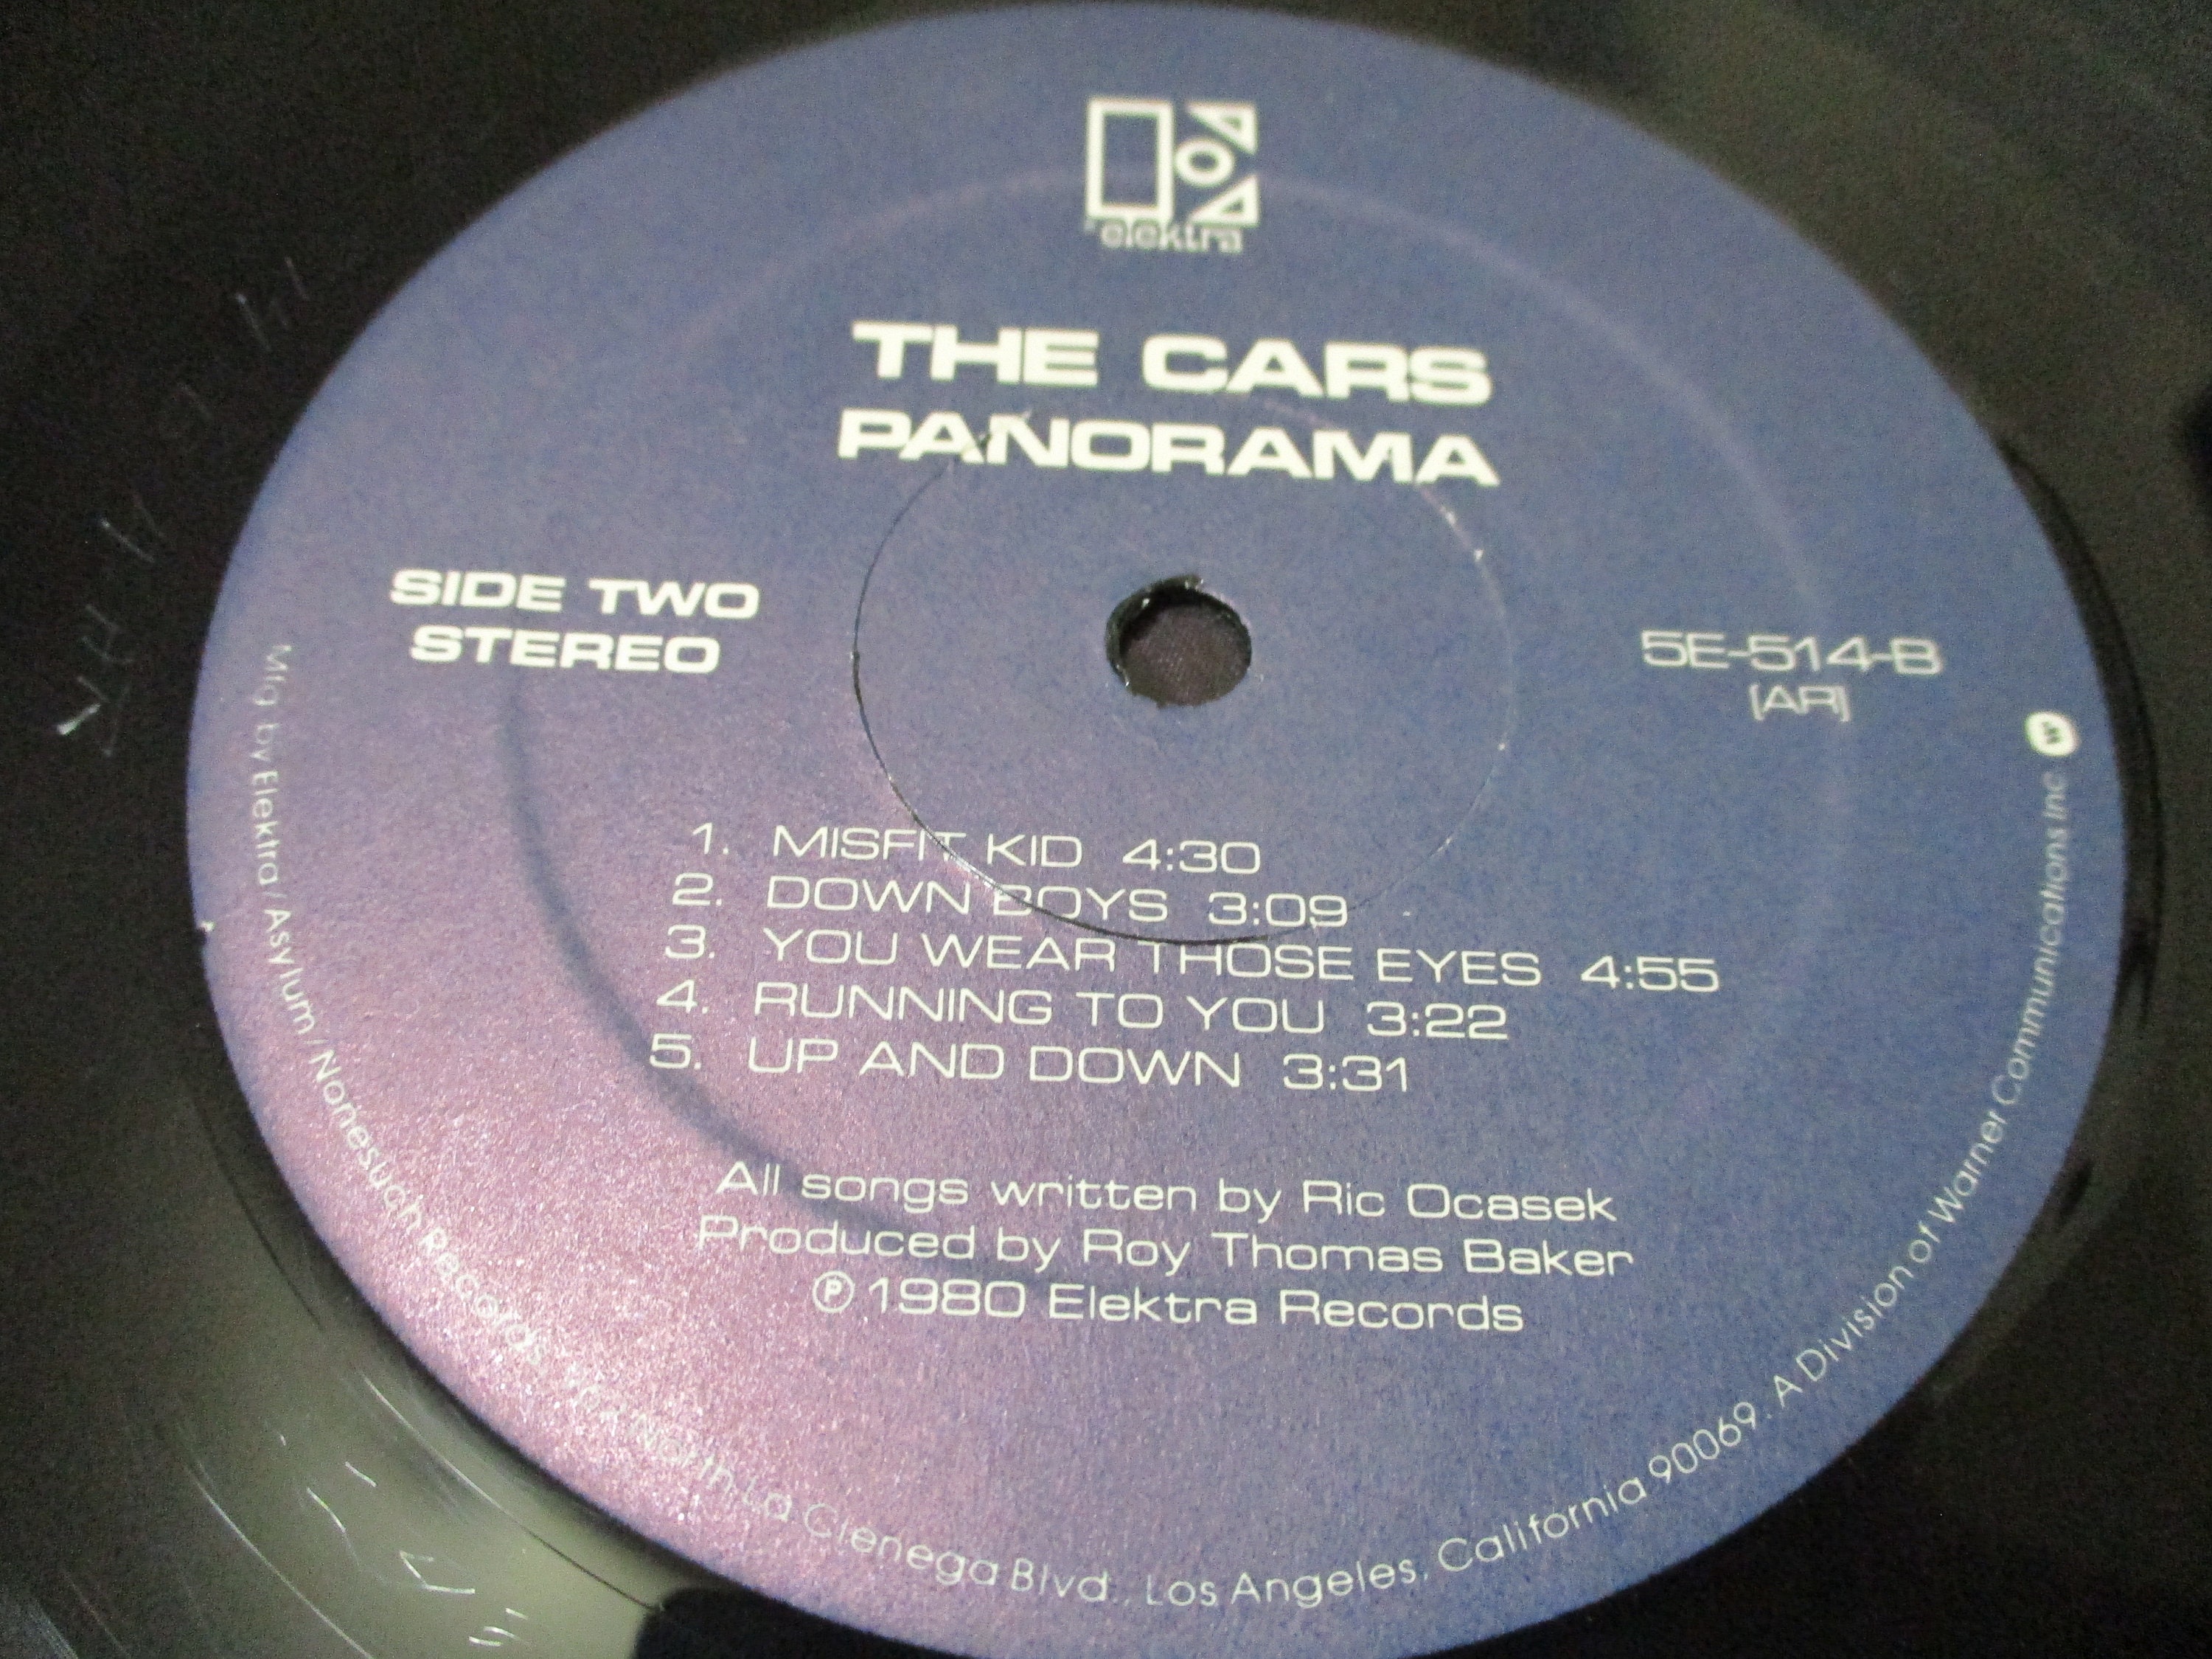 elektra
THE CARS
PANORAMA
SIDE TWO
STEREO
5E-514-B
[AR]
1. MISFIT KID 4:30
2. DOWN BOYS 3:09
3. YOU WEAR THOSE EYES 4:55
4. RUNNING TO YOU 3:22
5. UP AND DOWN 3:31
All songs written by Ric Ocasek
Produced by Roy Thomas Baker
Ⓟ 1980 Elektra Records
Mfg. by Elektra / Asylum / Nonesuch Records, North La Cienega Blvd., Los Angeles, California 90069. A Division of Warner Communications Inc. W